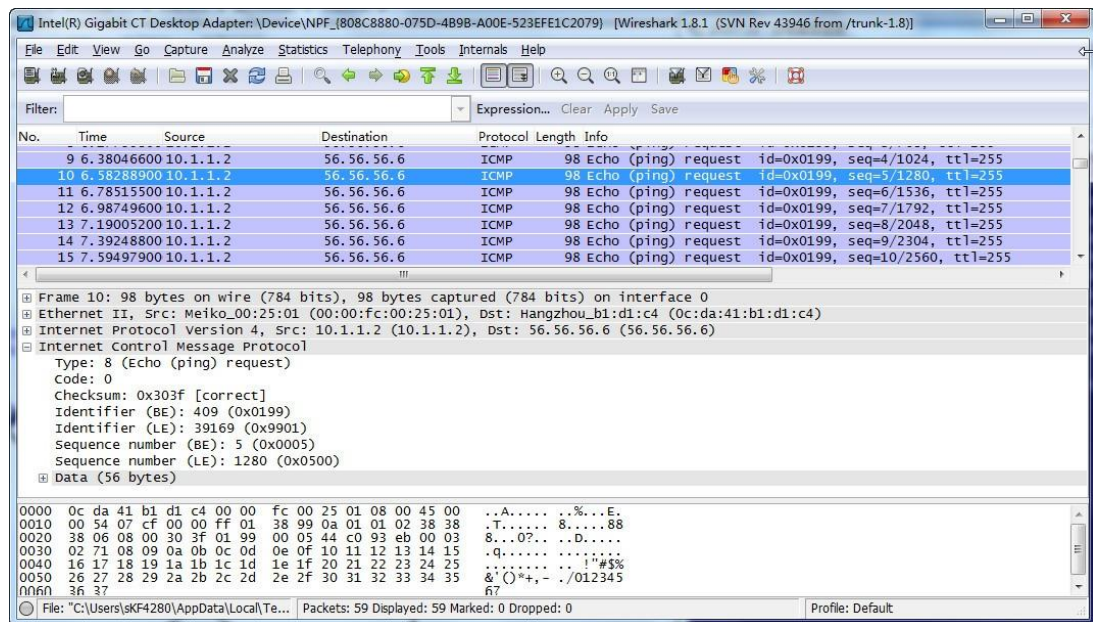 Intel(R) Gigabit CT Desktop Adapter: \Device\NPF_{808C8880-075D-4B9B-A00E-523EFE1C2079} [Wireshark 1.8.1 (SVN Rev 43946 from /trunk-1.8)]
File Edit View Go Capture Analyze Statistics Telephony Tools Internals Help
Filter: Expression... Clear Apply Save
No. Time Source Destination Protocol Length Info
9 6.38046600 10.1.1.2 56.56.56.6 ICMP 98 Echo (ping) request id=0x0199, seq=4/1024, ttl=255
10 6.58288900 10.1.1.2 56.56.56.6 ICMP 98 Echo (ping) request id=0x0199, seq=5/1280, ttl=255
11 6.78515500 10.1.1.2 56.56.56.6 ICMP 98 Echo (ping) request id=0x0199, seq=6/1536, ttl=255
12 6.98749600 10.1.1.2 56.56.56.6 ICMP 98 Echo (ping) request id=0x0199, seq=7/1792, ttl=255
13 7.19005200 10.1.1.2 56.56.56.6 ICMP 98 Echo (ping) request id=0x0199, seq=8/2048, ttl=255
14 7.39248800 10.1.1.2 56.56.56.6 ICMP 98 Echo (ping) request id=0x0199, seq=9/2304, ttl=255
15 7.59497900 10.1.1.2 56.56.56.6 ICMP 98 Echo (ping) request id=0x0199, seq=10/2560, ttl=255
Frame 10: 98 bytes on wire (784 bits), 98 bytes captured (784 bits) on interface 0
Ethernet II, Src: Meiko_00:25:01 (00:00:fc:00:25:01), Dst: Hangzhou_b1:d1:c4 (0c:da:41:b1:d1:c4)
Internet Protocol Version 4, Src: 10.1.1.2 (10.1.1.2), Dst: 56.56.56.6 (56.56.56.6)
Internet Control Message Protocol
Type: 8 (Echo (ping) request)
Code: 0
Checksum: 0x303f [correct]
Identifier (BE): 409 (0x0199)
Identifier (LE): 39169 (0x9901)
Sequence number (BE): 5 (0x0005)
Sequence number (LE): 1280 (0x0500)
Data (56 bytes)
0000 0c da 41 b1 d1 c4 00 00 fc 00 25 01 08 00 45 00 ..A..... ..%...E.
0010 00 54 07 cf 00 00 ff 01 38 99 0a 01 01 02 38 38 .T...... 8.....88
0020 38 06 08 00 30 3f 01 99 00 05 44 c0 93 eb 00 03 8...0?.. ..D.....
0030 02 71 08 09 0a 0b 0c 0d 0e 0f 10 11 12 13 14 15 .q...... ........
0040 16 17 18 19 1a 1b 1c 1d 1e 1f 20 21 22 23 24 25 ........ .. !"#$%
0050 26 27 28 29 2a 2b 2c 2d 2e 2f 30 31 32 33 34 35 &'()*+,- ./012345
0060 36 37 67
File: "C:\Users\sKF4280\AppData\Local\Te... Packets: 59 Displayed: 59 Marked: 0 Dropped: 0 Profile: Default